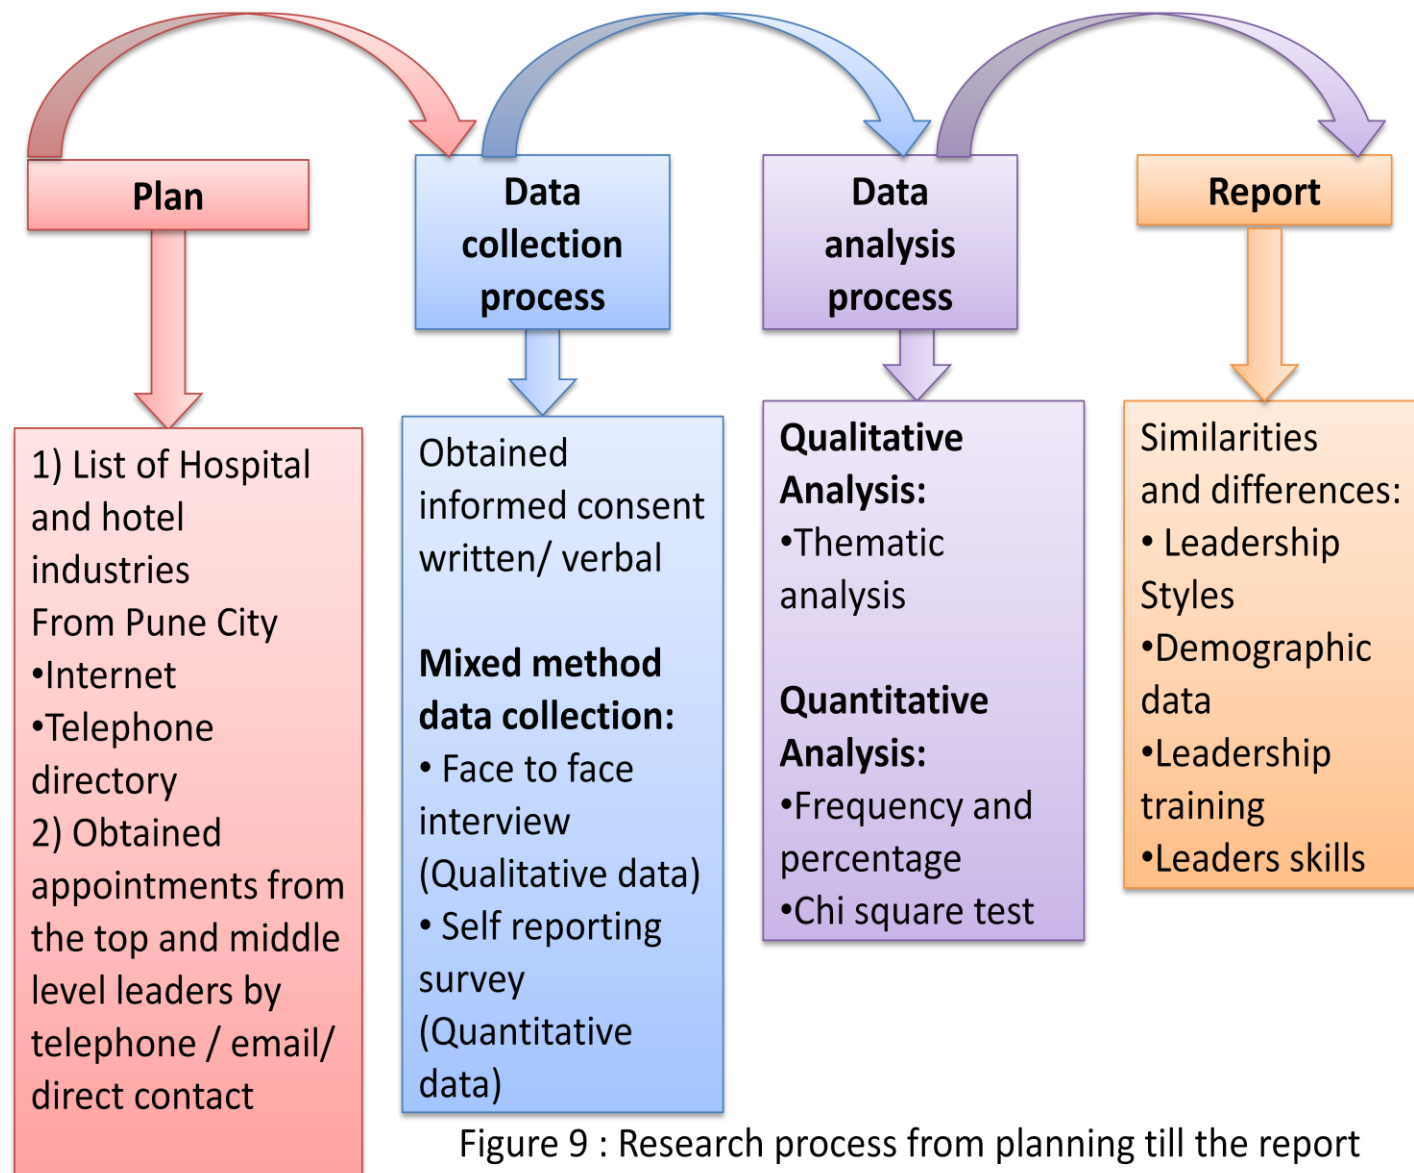 Plan
Data
collection
process
Data
analysis
process
Report
1) List of Hospital
and hotel
industries
From Pune City
•Internet
•Telephone
directory
2) Obtained
appointments from
the top and middle
level leaders by
telephone / email/
direct contact
Obtained
informed consent
written/ verbal
Mixed method
data collection:
• Face to face
interview
(Qualitative data)
• Self reporting
survey
(Quantitative
data)
Qualitative
Analysis:
•Thematic
analysis
Quantitative
Analysis:
•Frequency and
percentage
•Chi square test
Similarities
and differences:
• Leadership
Styles
•Demographic
data
•Leadership
training
•Leaders skills
Figure 9 : Research process from planning till the report